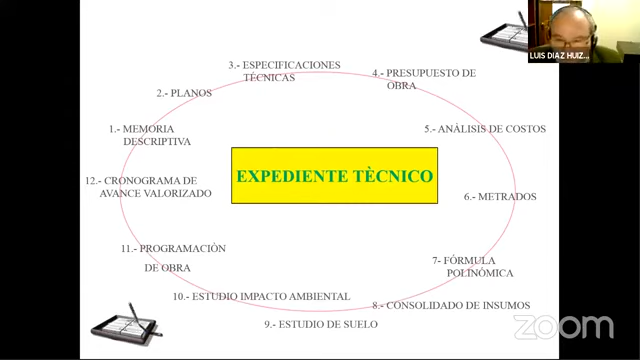 LUIS DIAZ HUIZ...
3.- ESPECIFICACIONES
TÉCNICAS
4.- PRESUPUESTO DE
OBRA
2.- PLANOS
1.- MEMORIA
DESCRIPTIVA
5.- ANÀLISIS DE COSTOS
EXPEDIENTE TÈCNICO
12.- CRONOGRAMA DE
AVANCE VALORIZADO
6.- METRADOS
11.- PROGRAMACIÒN
DE OBRA
7- FÓRMULA
POLINÓMICA
10.- ESTUDIO IMPACTO AMBIENTAL
8.- CONSOLIDADO DE INSUMOS
9.- ESTUDIO DE SUELO
zoom